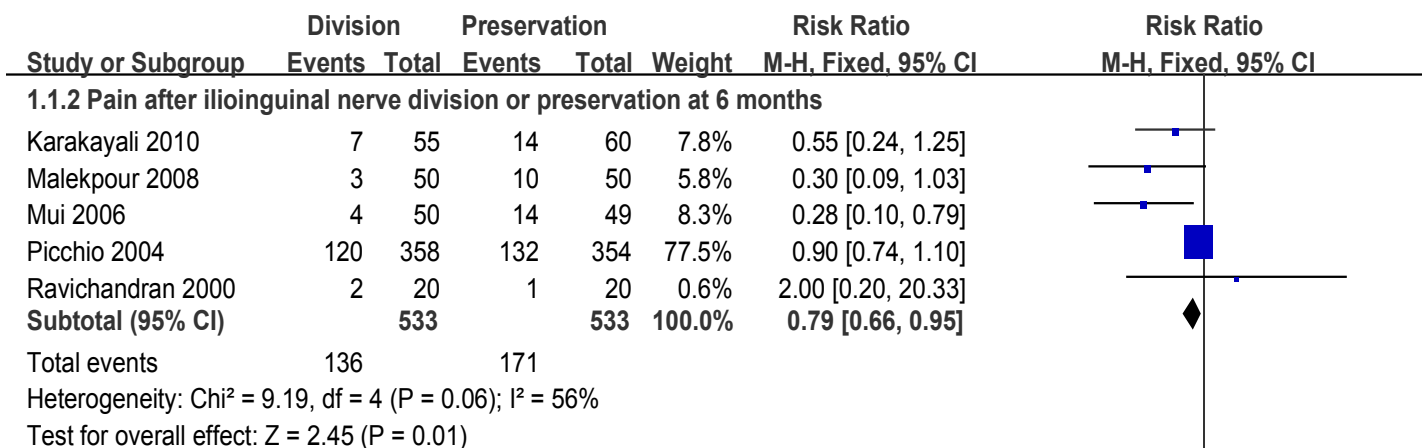 Division Preservation Risk Ratio Risk Ratio
Study or Subgroup Events Total Events Total Weight M-H, Fixed, 95% CI M-H, Fixed, 95% CI
1.1.2 Pain after ilioinguinal nerve division or preservation at 6 months
Karakayali 2010 7 55 14 60 7.8% 0.55 [0.24, 1.25]
Malekpour 2008 3 50 10 50 5.8% 0.30 [0.09, 1.03]
Mui 2006 4 50 14 49 8.3% 0.28 [0.10, 0.79]
Picchio 2004 120 358 132 354 77.5% 0.90 [0.74, 1.10]
Ravichandran 2000 2 20 1 20 0.6% 2.00 [0.20, 20.33]
Subtotal (95% CI) 533 533 100.0% 0.79 [0.66, 0.95]
Total events 136 171
Heterogeneity: Chi² = 9.19, df = 4 (P = 0.06); I² = 56%
Test for overall effect: Z = 2.45 (P = 0.01)